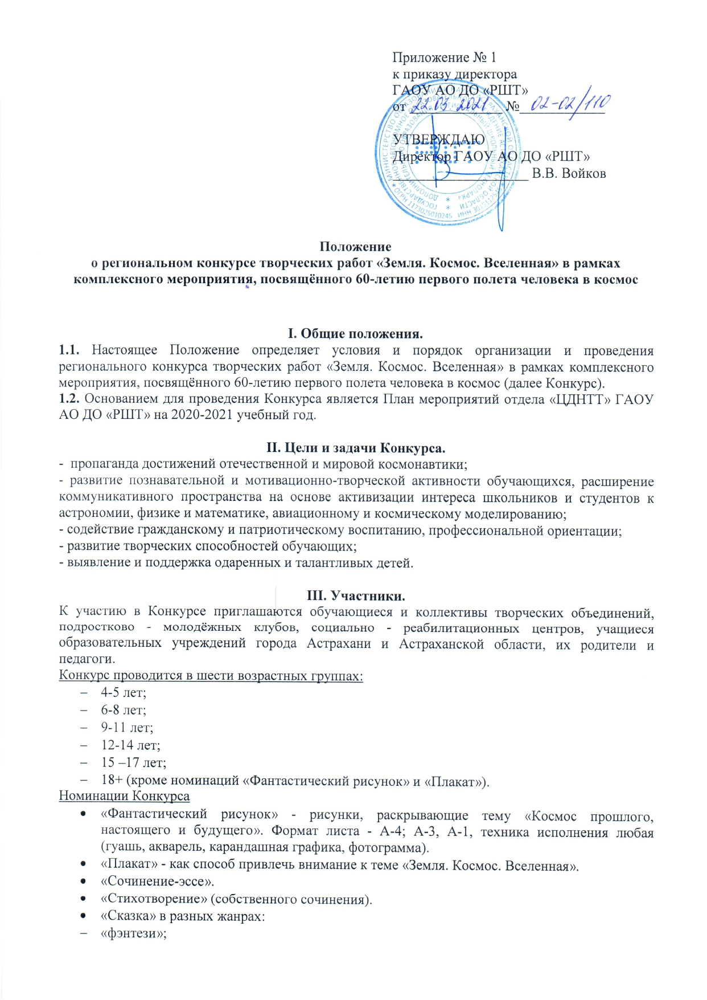 Приложение № 1
к приказу директора
ГАОУ АО ДО «РШТ»
от 22.03.2021 № 02-02/110
УТВЕРЖДАЮ
Директор ГАОУ АО ДО «РШТ»
В.В. Войков
ОГРН 1173025010245 ИНН
Положение
о региональном конкурсе творческих работ «Земля. Космос. Вселенная» в рамках
комплексного мероприятия, посвящённого 60-летию первого полета человека в космос
I. Общие положения.
1.1. Настоящее Положение определяет условия и порядок организации и проведения
регионального конкурса творческих работ «Земля. Космос. Вселенная» в рамках комплексного
мероприятия, посвящённого 60-летию первого полета человека в космос (далее Конкурс).
1.2. Основанием для проведения Конкурса является План мероприятий отдела «ЦДНТТ» ГАОУ
АО ДО «РШТ» на 2020-2021 учебный год.
II. Цели и задачи Конкурса.
- пропаганда достижений отечественной и мировой космонавтики;
- развитие познавательной и мотивационно-творческой активности обучающихся, расширение
коммуникативного пространства на основе активизации интереса школьников и студентов к
астрономии, физике и математике, авиационному и космическому моделированию;
- содействие гражданскому и патриотическому воспитанию, профессиональной ориентации;
- развитие творческих способностей обучающих;
- выявление и поддержка одаренных и талантливых детей.
III. Участники.
К участию в Конкурсе приглашаются обучающиеся и коллективы творческих объединений,
подростково - молодёжных клубов, социально - реабилитационных центров, учащиеся
образовательных учреждений города Астрахани и Астраханской области, их родители и
педагоги.
Конкурс проводится в шести возрастных группах:
– 4-5 лет;
– 6-8 лет;
– 9-11 лет;
– 12-14 лет;
– 15 –17 лет;
– 18+ (кроме номинаций «Фантастический рисунок» и «Плакат»).
Номинации Конкурса
• «Фантастический рисунок» - рисунки, раскрывающие тему «Космос прошлого,
настоящего и будущего». Формат листа - А-4; А-3, А-1, техника исполнения любая
(гуашь, акварель, карандашная графика, фотограмма).
• «Плакат» - как способ привлечь внимание к теме «Земля. Космос. Вселенная».
• «Сочинение-эссе».
• «Стихотворение» (собственного сочинения).
• «Сказка» в разных жанрах:
– «фэнтези»;